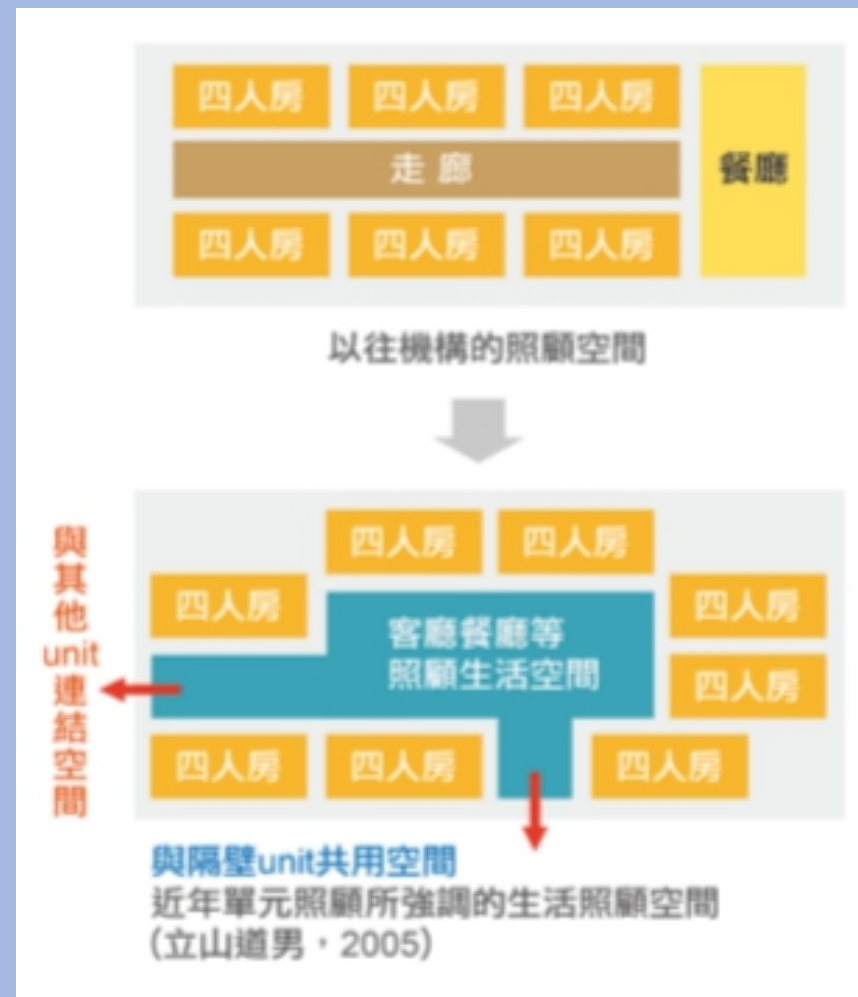 四人房 四人房 四人房
走廊
餐廳
四人房 四人房 四人房
以往機構的照顧空間
四人房 四人房
四人房
客廳餐廳等
照顧生活空間
四人房
四人房
四人房 四人房 四人房
與其他unit連結空間
與隔壁unit共用空間
近年單元照顧所強調的生活照顧空間
(立山道男，2005)